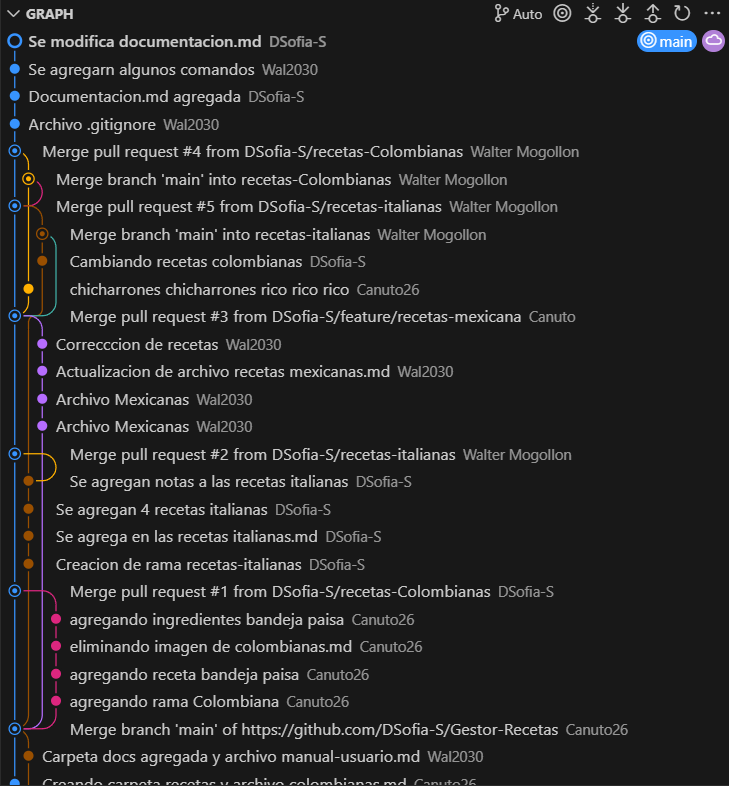 GRAPH Auto
Se modifica documentacion.md DSofia-S main
Se agregarn algunos comandos Wal2030
Documentacion.md agregada DSofia-S
Archivo .gitignore Wal2030
Merge pull request #4 from DSofia-S/recetas-Colombianas Walter Mogollon
Merge branch 'main' into recetas-Colombianas Walter Mogollon
Merge pull request #5 from DSofia-S/recetas-italianas Walter Mogollon
Merge branch 'main' into recetas-italianas Walter Mogollon
Cambiando recetas colombianas DSofia-S
chicharrones chicharrones rico rico rico Canuto26
Merge pull request #3 from DSofia-S/feature/recetas-mexicana Canuto
Correcccion de recetas Wal2030
Actualizacion de archivo recetas mexicanas.md Wal2030
Archivo Mexicanas Wal2030
Archivo Mexicanas Wal2030
Merge pull request #2 from DSofia-S/recetas-italianas Walter Mogollon
Se agregan notas a las recetas italianas DSofia-S
Se agregan 4 recetas italianas DSofia-S
Se agrega en las recetas italianas.md DSofia-S
Creacion de rama recetas-italianas DSofia-S
Merge pull request #1 from DSofia-S/recetas-Colombianas DSofia-S
agregando ingredientes bandeja paisa Canuto26
eliminando imagen de colombianas.md Canuto26
agregando receta bandeja paisa Canuto26
agregando rama Colombiana Canuto26
Merge branch 'main' of https://github.com/DSofia-S/Gestor-Recetas Canuto26
Carpeta docs agregada y archivo manual-usuario.md Wal2030
Creando carpeta recetas y archivo colombianas.md Canuto26